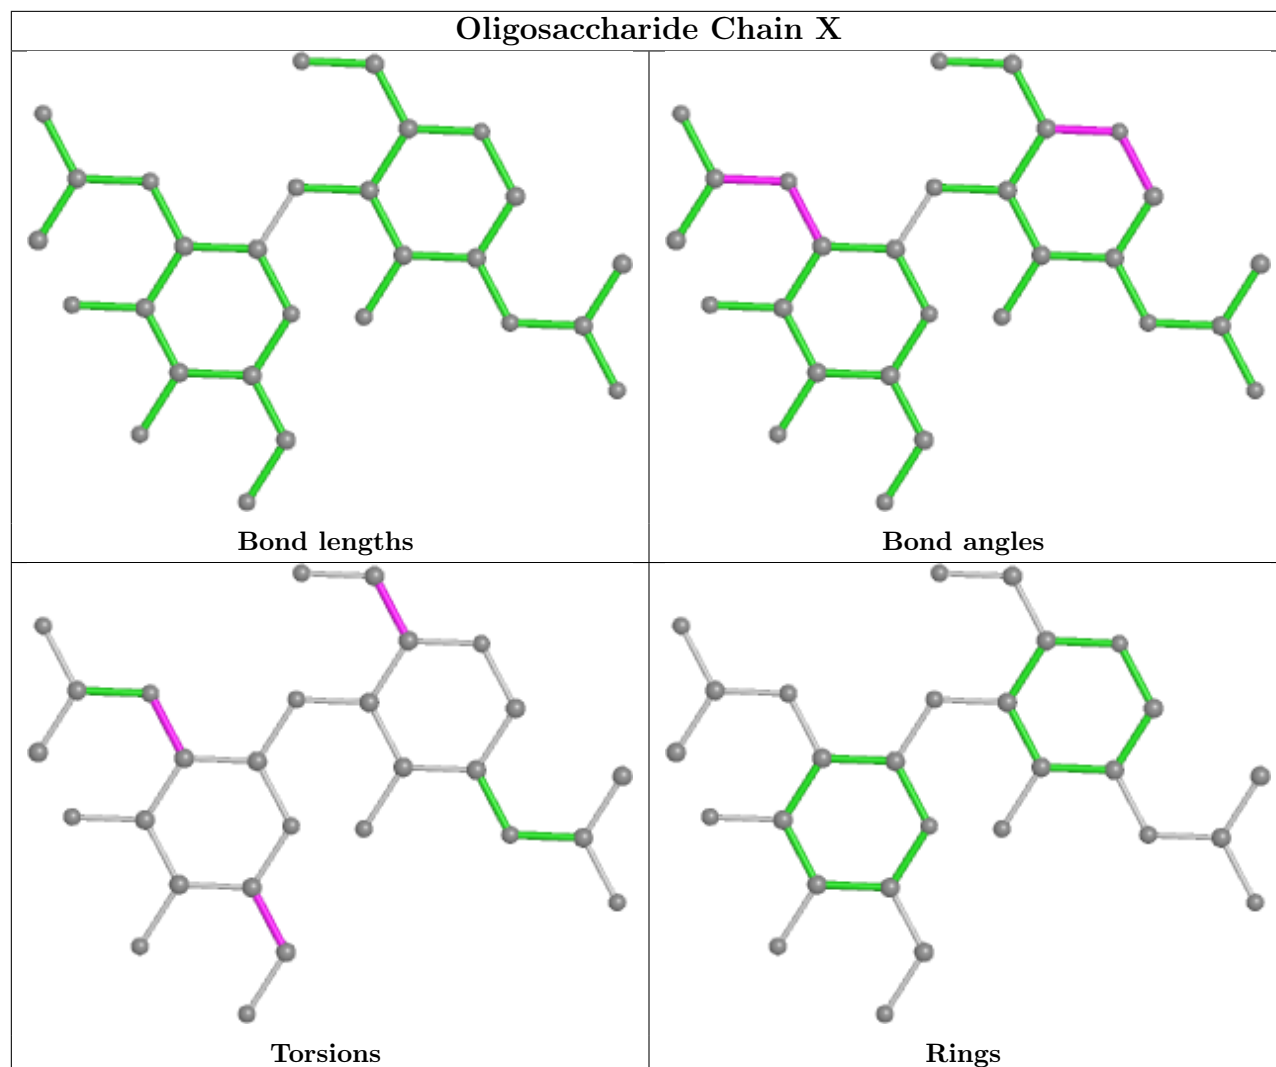 Oligosaccharide Chain X
Bond lengths
Bond angles
Torsions
Rings